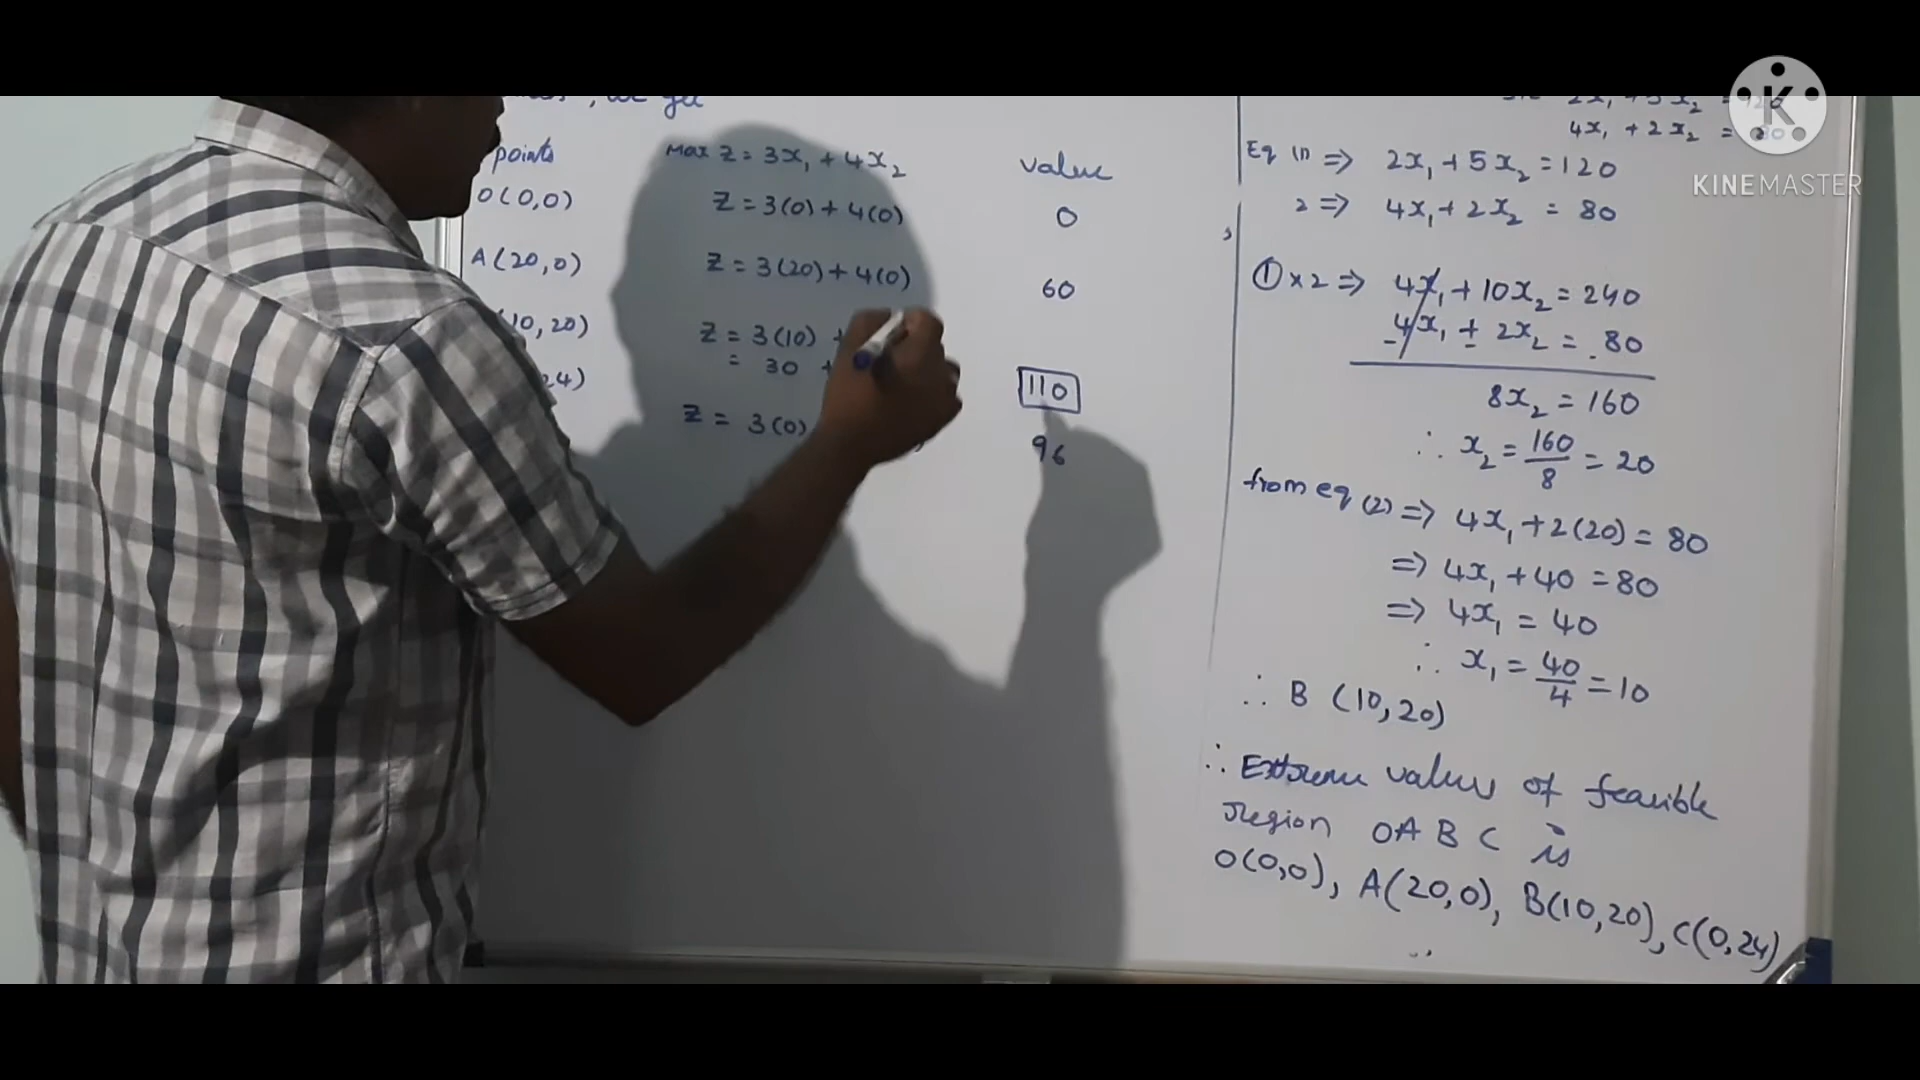 , we get
points Max Z = 3x₁ + 4x₂ value
O(0,0) Z = 3(0) + 4(0) 0
A(20,0) Z = 3(20) + 4(0) 60
10,20) Z = 3(10)
= 30 110
24)
Z = 3(0) 96
4x₁ + 2x₂ =
Eq (1) ⇒ 2x₁ + 5x₂ = 120
2 ⇒ 4x₁ + 2x₂ = 80
① x 2 ⇒ 4x₁ + 10x₂ = 240
4x₁ + 2x₂ = 80
8x₂ = 160
∴ x₂ = 160/8 = 20
from eq (2) ⇒ 4x₁ + 2(20) = 80
⇒ 4x₁ + 40 = 80
⇒ 4x₁ = 40
∴ x₁ = 40/4 = 10
∴ B (10,20)
∴ Extreme values of feasible
region OABC is
O(0,0), A(20,0), B(10,20), C(0,24)
K
KINEMASTER